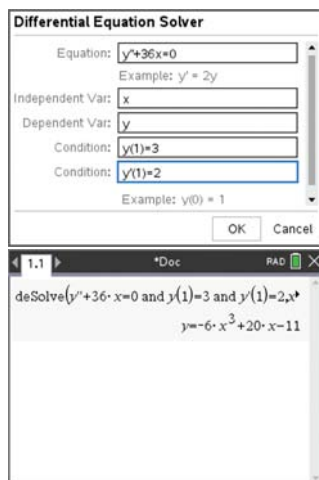 Differential Equation Solver
Equation: y''+36x=0
Example: y' = 2y
Independent Var: x
Dependent Var: y
Condition: y(1)=3
Condition: y'(1)=2
Example: y(0) = 1
OK Cancel
1.1 *Doc RAD
deSolve(y''+36·x=0 and y(1)=3 and y'(1)=2,x
y=-6·x³+20·x-11